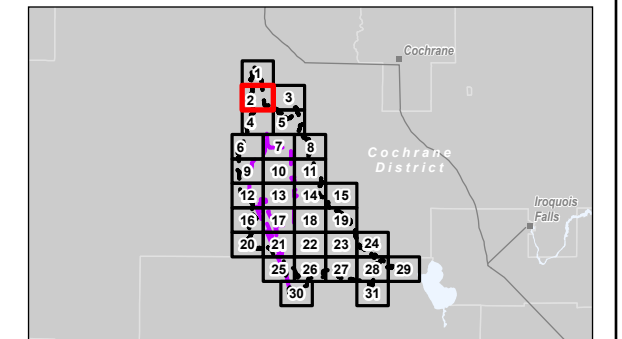 Cochrane
1
2 3
4 5
6 7 8
Cochrane
District
9 10 11
12 13 14 15
Iroquois
Falls
16 17 18 19
20 21 22 23 24
25 26 27 28 29
30 31